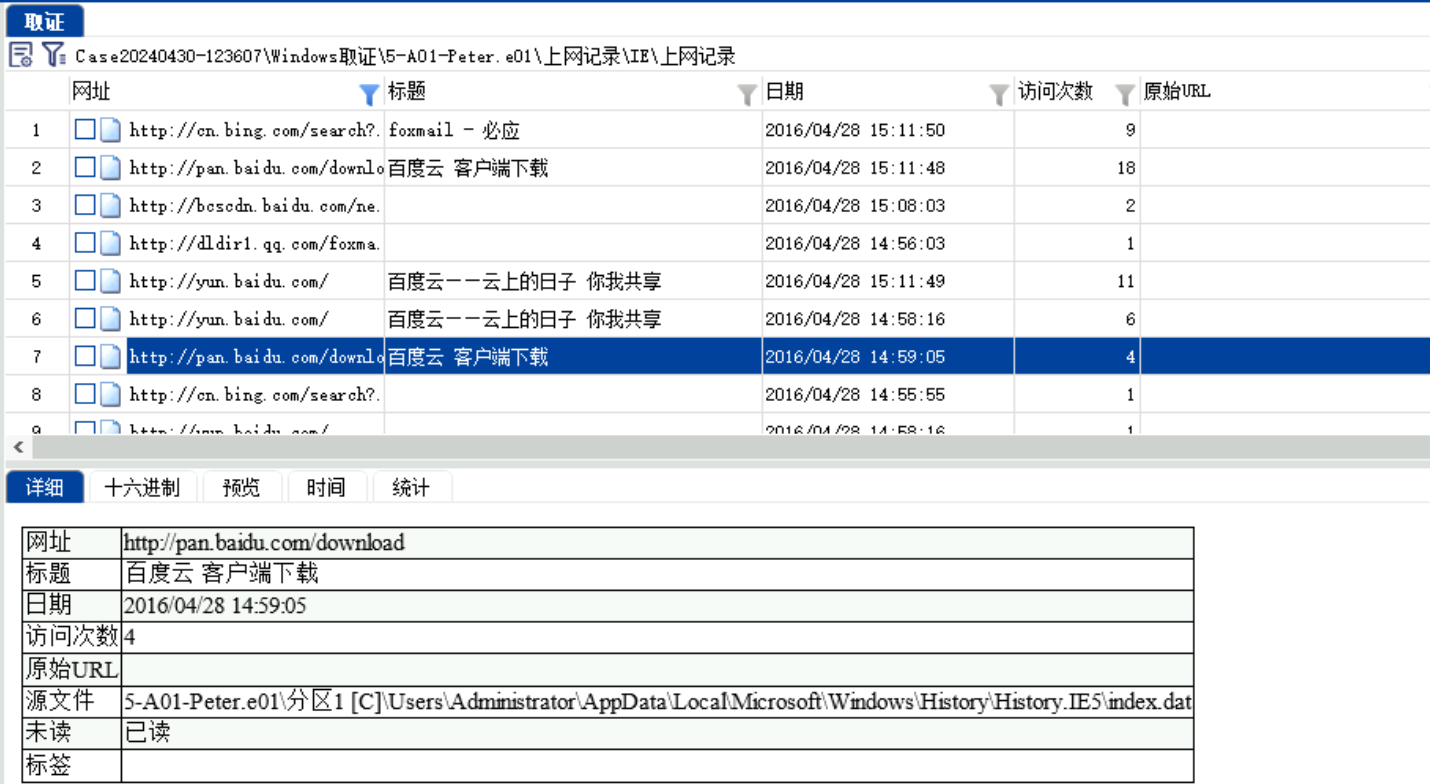 取证
Case20240430-123607\Windows取证\5-A01-Peter.e01\上网记录\IE\上网记录
网址 标题 日期 访问次数 原始URL
1 http://cn.bing.com/search?. foxmail - 必应 2016/04/28 15:11:50 9
2 http://pan.baidu.com/downlo 百度云 客户端下载 2016/04/28 15:11:48 18
3 http://bcscdn.baidu.com/ne. 2016/04/28 15:08:03 2
4 http://dldir1.qq.com/foxma. 2016/04/28 14:56:03 1
5 http://yun.baidu.com/ 百度云——云上的日子 你我共享 2016/04/28 15:11:49 11
6 http://yun.baidu.com/ 百度云——云上的日子 你我共享 2016/04/28 14:58:16 6
7 http://pan.baidu.com/downlo 百度云 客户端下载 2016/04/28 14:59:05 4
8 http://cn.bing.com/search?. 2016/04/28 14:55:55 1
9 http://yun.baidu.com/ 2016/04/28 14:58:16 1
详细 十六进制 预览 时间 统计
网址 http://pan.baidu.com/download
标题 百度云 客户端下载
日期 2016/04/28 14:59:05
访问次数 4
原始URL
源文件 5-A01-Peter.e01\分区1 [C]\Users\Administrator\AppData\Local\Microsoft\Windows\History\History.IE5\index.dat
未读 已读
标签